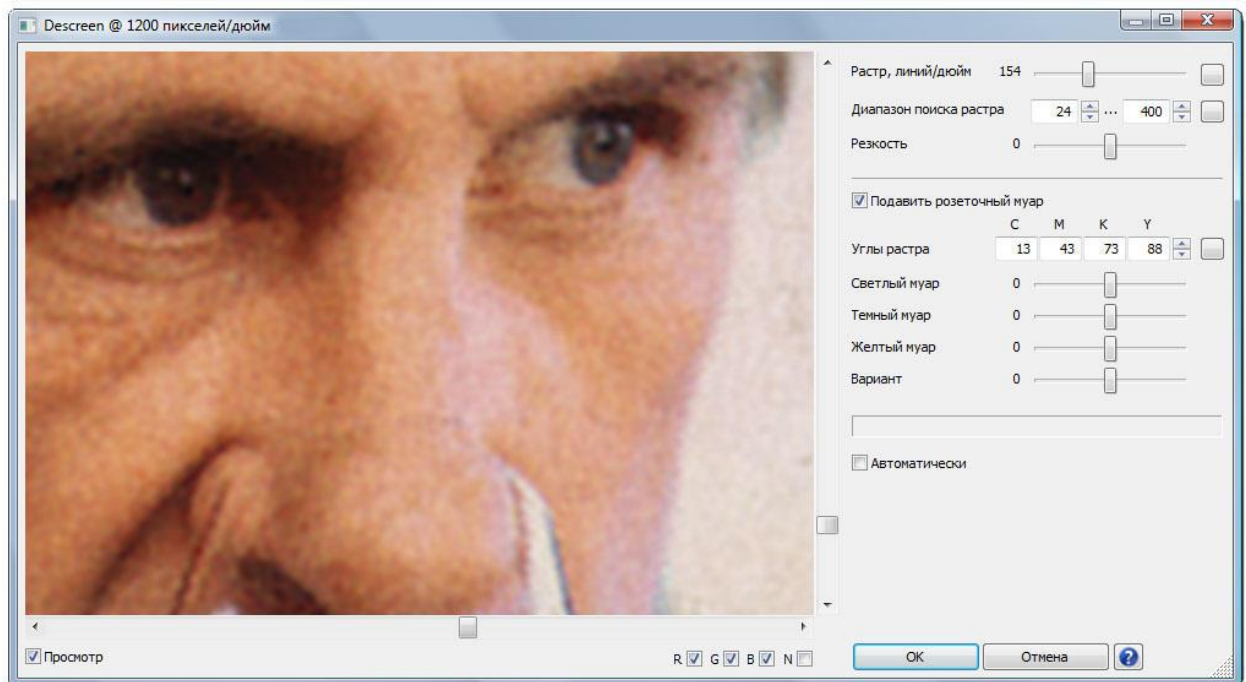 Descreen @ 1200 пикселей/дюйм
Растр, линий/дюйм 154
Диапазон поиска растра 24 ... 400
Резкость 0
Подавить розеточный муар
C M K Y
Углы растра 13 43 73 88
Светлый муар 0
Темный муар 0
Желтый муар 0
Вариант 0
Автоматически
Просмотр R G B N OK Отмена ?